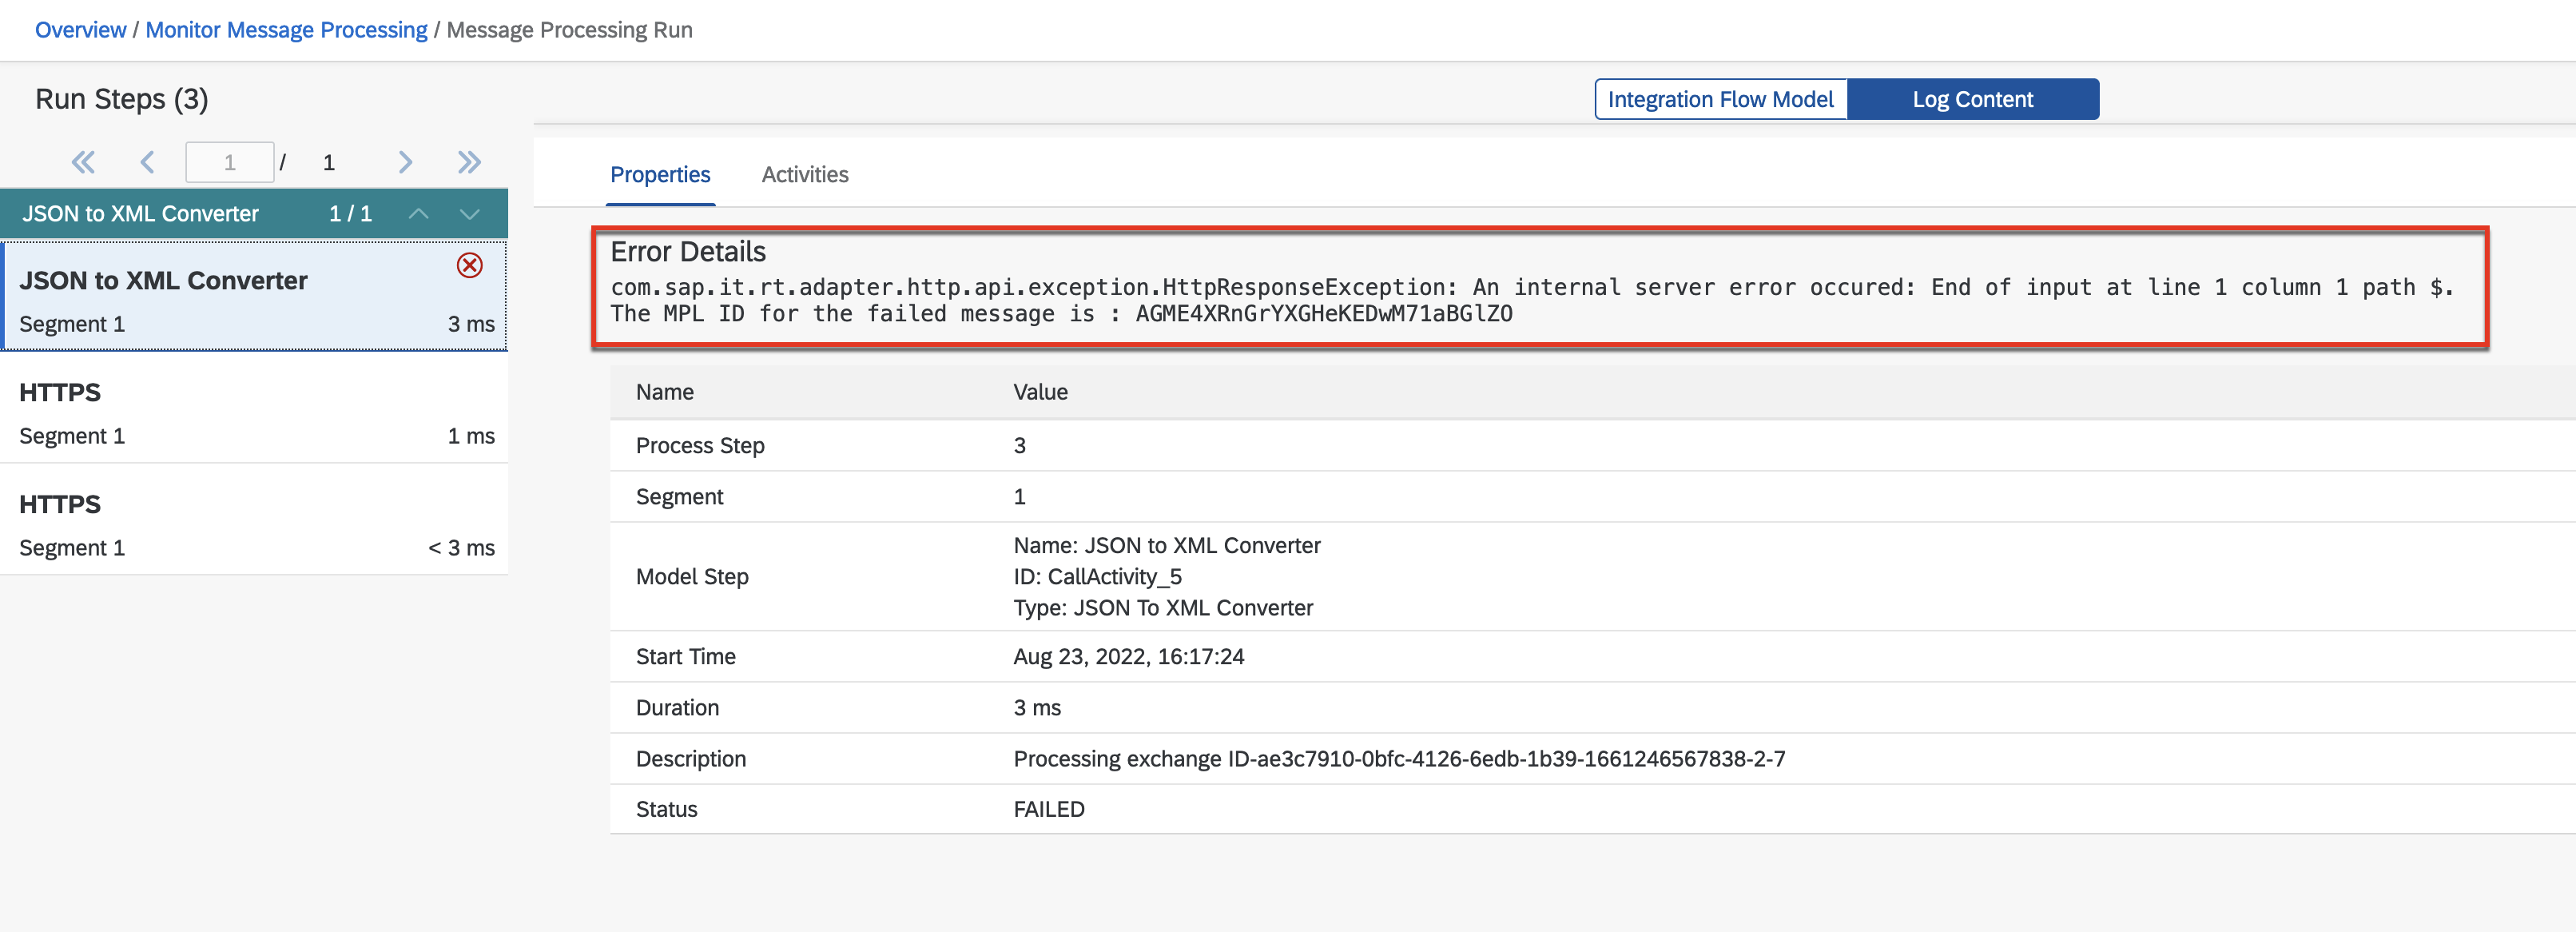 Overview / Monitor Message Processing / Message Processing Run
Run Steps (3)
Integration Flow Model
Log Content
1 / 1
Properties
Activities
JSON to XML Converter 1 / 1
JSON to XML Converter
Segment 1 3 ms
HTTPS
Segment 1 1 ms
HTTPS
Segment 1 < 3 ms
Error Details
com.sap.it.rt.adapter.http.api.exception.HttpResponseException: An internal server error occured: End of input at line 1 column 1 path $.
The MPL ID for the failed message is : AGME4XRnGrYXGHeKEDwM71aBGlZO
Name Value
Process Step 3
Segment 1
Model Step
Name: JSON to XML Converter
ID: CallActivity_5
Type: JSON To XML Converter
Start Time Aug 23, 2022, 16:17:24
Duration 3 ms
Description Processing exchange ID-ae3c7910-0bfc-4126-6edb-1b39-1661246567838-2-7
Status FAILED